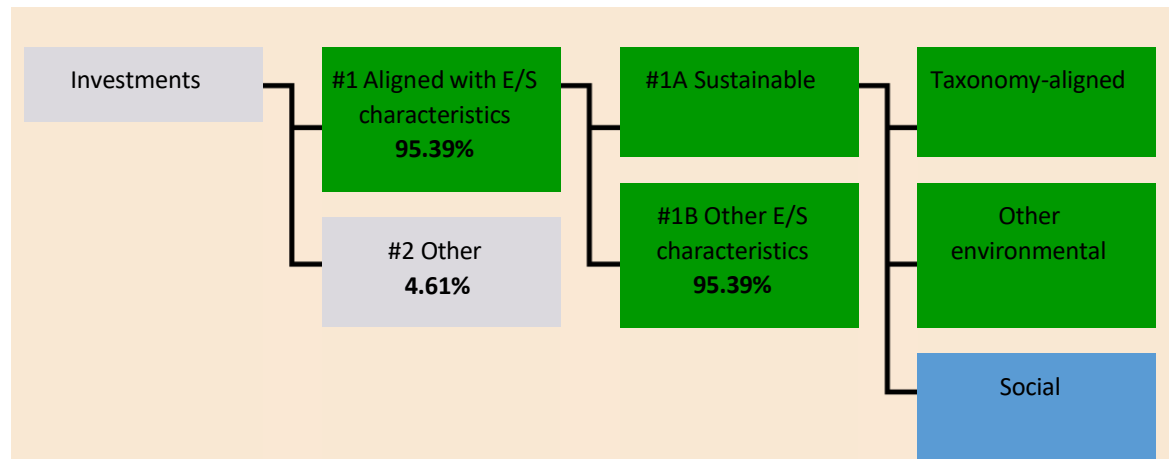 Investments
#1 Aligned with E/S
characteristics
95.39%
#2 Other
4.61%
#1A Sustainable
#1B Other E/S
characteristics
95.39%
Taxonomy-aligned
Other
environmental
Social